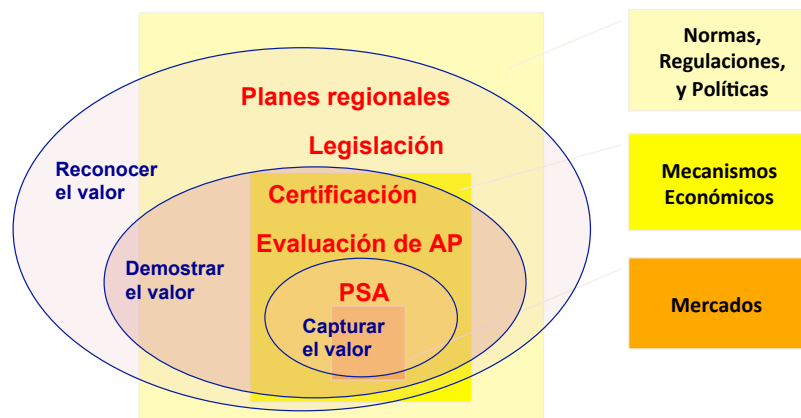 Normas,
Regulaciones,
y Políticas
Planes regionales
Legislación
Reconocer
el valor
Mecanismos
Económicos
Certificación
Evaluación de AP
Demostrar
el valor
PSA
Mercados
Capturar
el valor